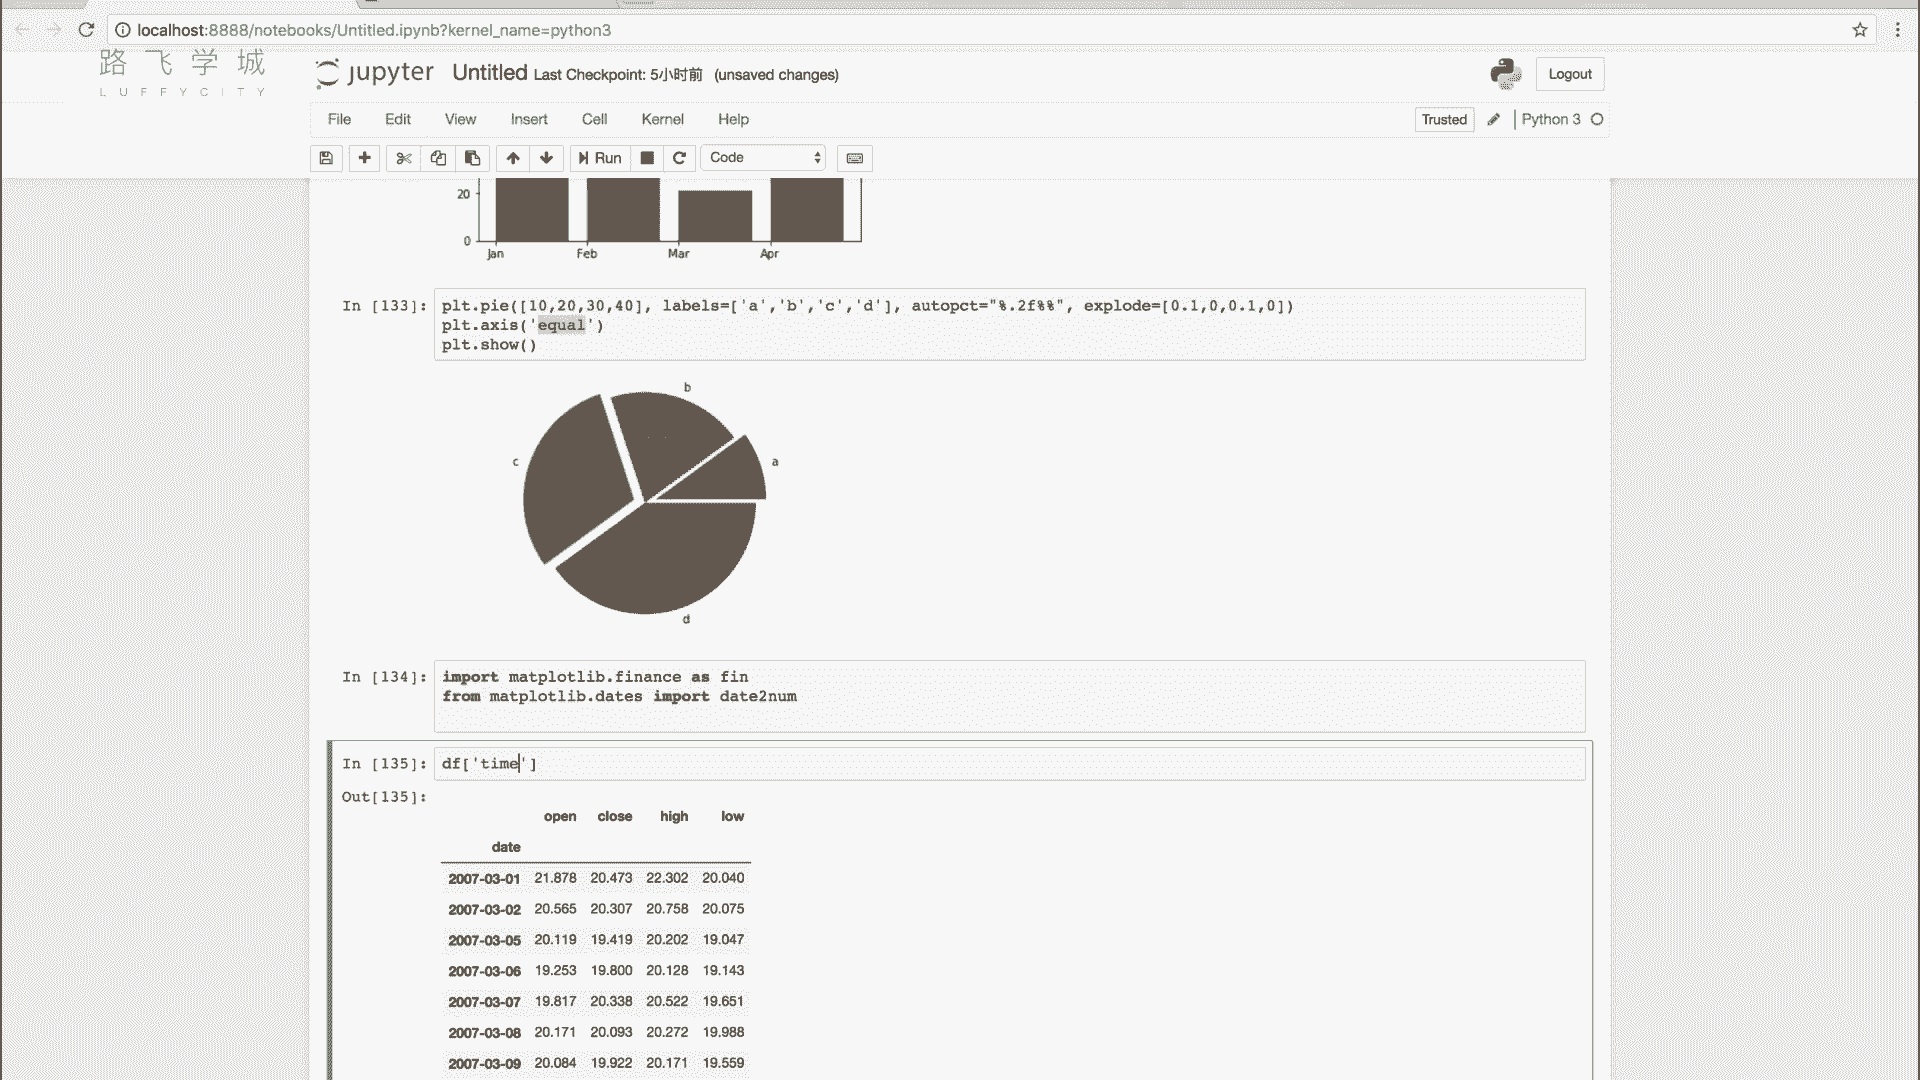 localhost:8888/notebooks/Untitled.ipynb?kernel_name=python3
路飞学城
LUFFYCITY
jupyter Untitled Last Checkpoint: 5小时前 (unsaved changes)
Logout
File Edit View Insert Cell Kernel Help
Trusted Python 3
Run Code
20
0
Jan Feb Mar Apr
In [133]: plt.pie([10,20,30,40], labels=['a','b','c','d'], autopct="%.2f%%", explode=[0.1,0,0.1,0])
plt.axis('equal')
plt.show()
b
c
a
d
In [134]: import matplotlib.finance as fin
from matplotlib.dates import date2num
In [135]: df['time']
Out[135]:
open close high low
date
2007-03-01 21.878 20.473 22.302 20.040
2007-03-02 20.565 20.307 20.758 20.075
2007-03-05 20.119 19.419 20.202 19.047
2007-03-06 19.253 19.800 20.128 19.143
2007-03-07 19.817 20.338 20.522 19.651
2007-03-08 20.171 20.093 20.272 19.988
2007-03-09 20.084 19.922 20.171 19.559